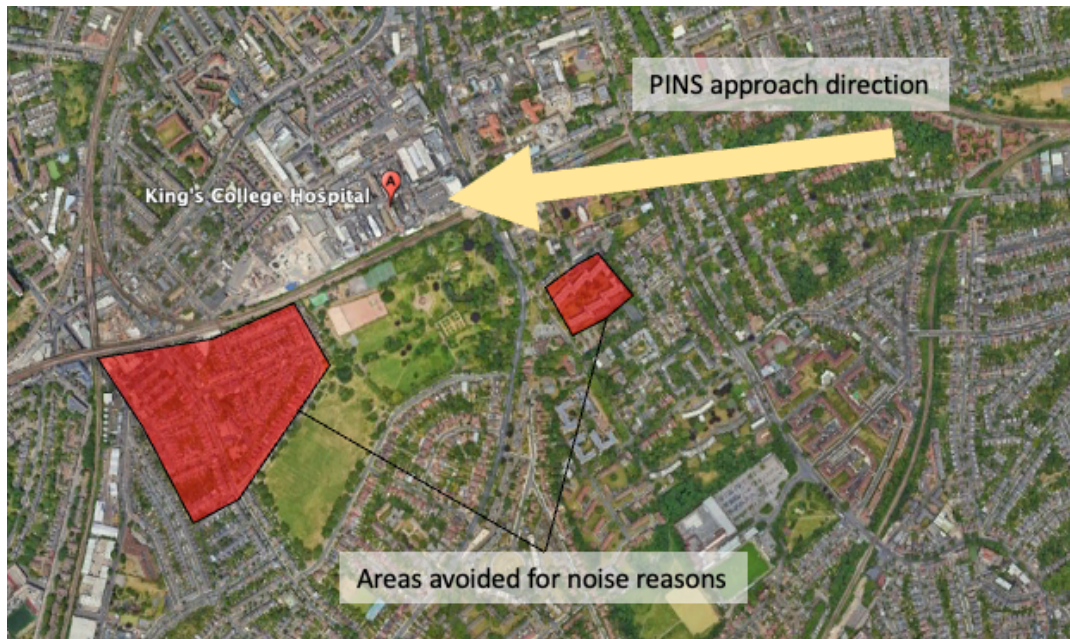 PINS approach direction
King's College Hospital
A
Areas avoided for noise reasons